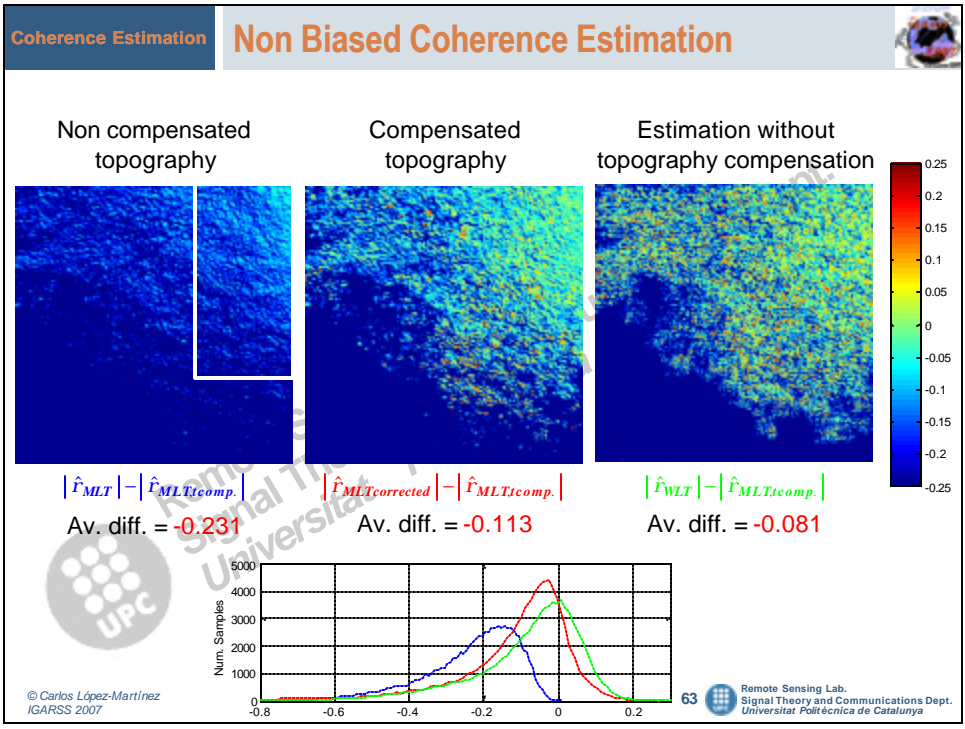 Coherence Estimation
Non Biased Coherence Estimation
Non compensated
topography
Compensated
topography
Estimation without
topography compensation
0.25
0.2
0.15
0.1
0.05
0
-0.05
-0.1
-0.15
-0.2
-0.25
|r̂MLT|−|r̂MLT,tcomp.|
|r̂MLTcorrected|−|r̂MLT,tcomp.|
|r̂WLT|−|r̂MLT,tcomp.|
Av. diff. = -0.231
Av. diff. = -0.113
Av. diff. = -0.081
UPC
Num. Samples
5000
4000
3000
2000
1000
0
-0.8 -0.6 -0.4 -0.2 0 0.2
© Carlos López-Martínez
IGARSS 2007
63
Remote Sensing Lab.
Signal Theory and Communications Dept.
Universitat Politècnica de Catalunya